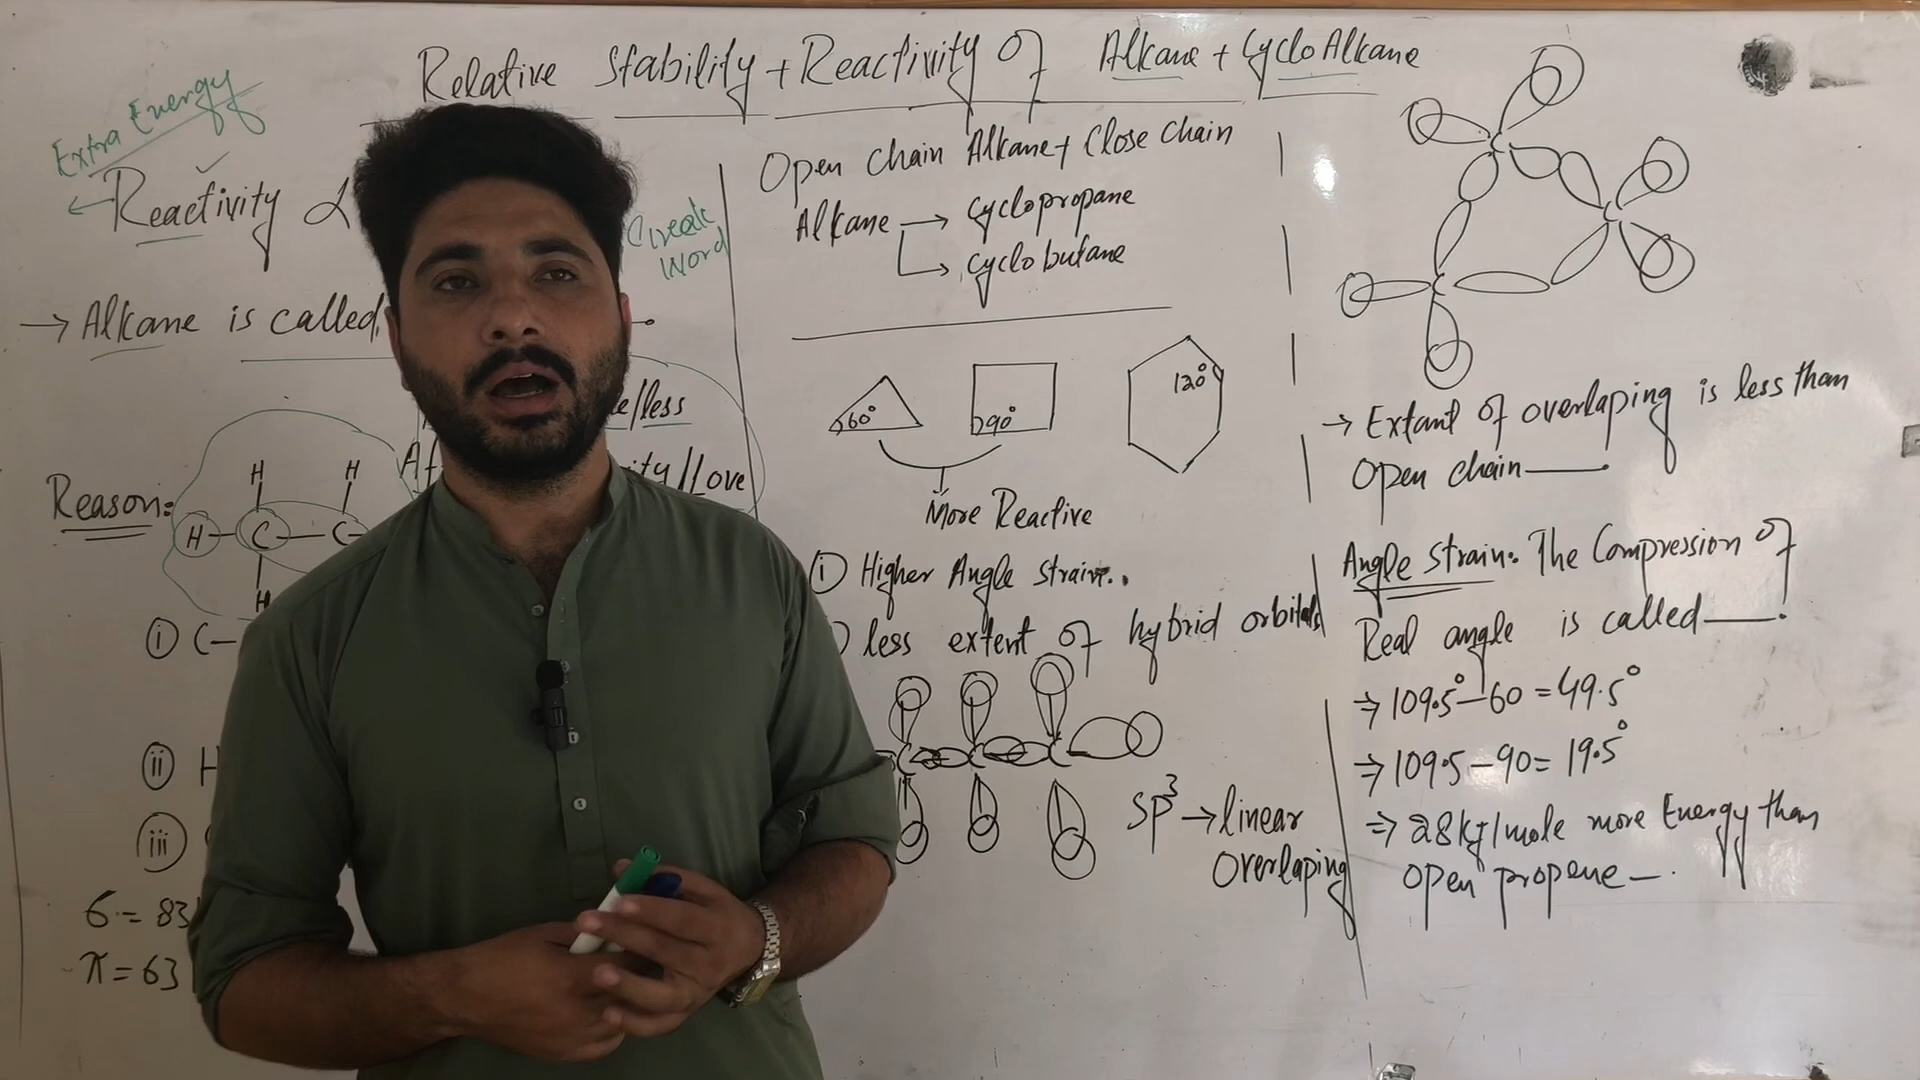 Relative Stability + Reactivity Of Alkane + CycloAlkane
Extra Energy
Reactivity
Greek
Word
→ Alkane is called
/less
ity/Love
Reason:
H H
H-C-C-
H
(i) C-
(ii) H
(iii)
6 = 83
π = 63
Open chain Alkane + Close chain
Alkane → Cyclopropane
→ Cyclobutane
60° 90° 120°
More Reactive
(i) Higher Angle strain.
) less extent of hybrid orbitals
C C C
SP³ → linear
Overlaping
C
C
C
→ Extant of overlaping is less than
Open chain
Angle strain: The Compression of
Real angle is called
⇒ 109.5°-60 = 49.5°
⇒ 109.5-90 = 19.5°
⇒ 28kj/mole more Energy than
open propene